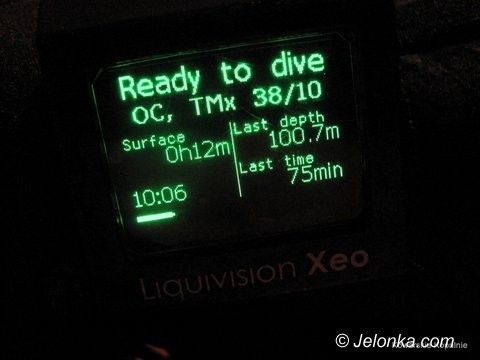 Ready to dive
OC, TMx 38/10
Surface
0h12m
Last depth
100.7m
Last time
75min
10:06
Liquivision Xeo
© Jelonka.com